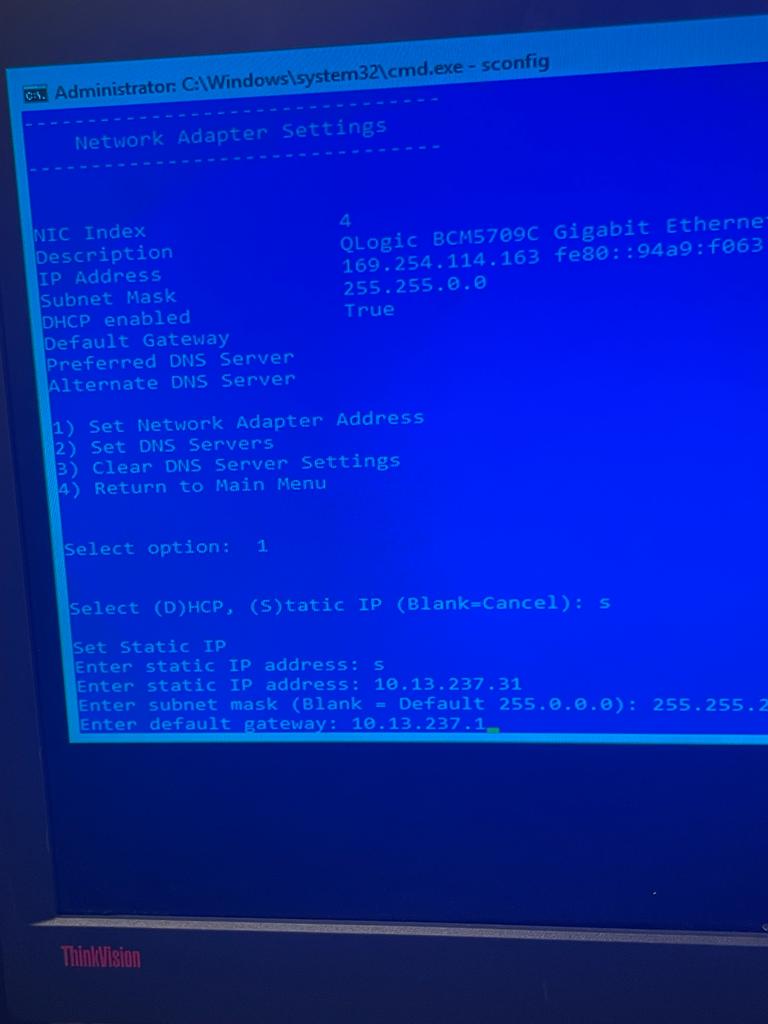 Administrator: C:\Windows\system32\cmd.exe - sconfig
--------------------------------
Network Adapter Settings
--------------------------------
NIC Index 4
Description QLogic BCM5709C Gigabit Etherne
IP Address 169.254.114.163 fe80::94a9:f063
Subnet Mask 255.255.0.0
DHCP enabled True
Default Gateway
Preferred DNS Server
Alternate DNS Server
1) Set Network Adapter Address
2) Set DNS Servers
3) Clear DNS Server Settings
4) Return to Main Menu
Select option: 1
Select (D)HCP, (S)tatic IP (Blank=Cancel): s
Set Static IP
Enter static IP address: s
Enter static IP address: 10.13.237.31
Enter subnet mask (Blank = Default 255.0.0.0): 255.255.2
Enter default gateway: 10.13.237.1
ThinkVision